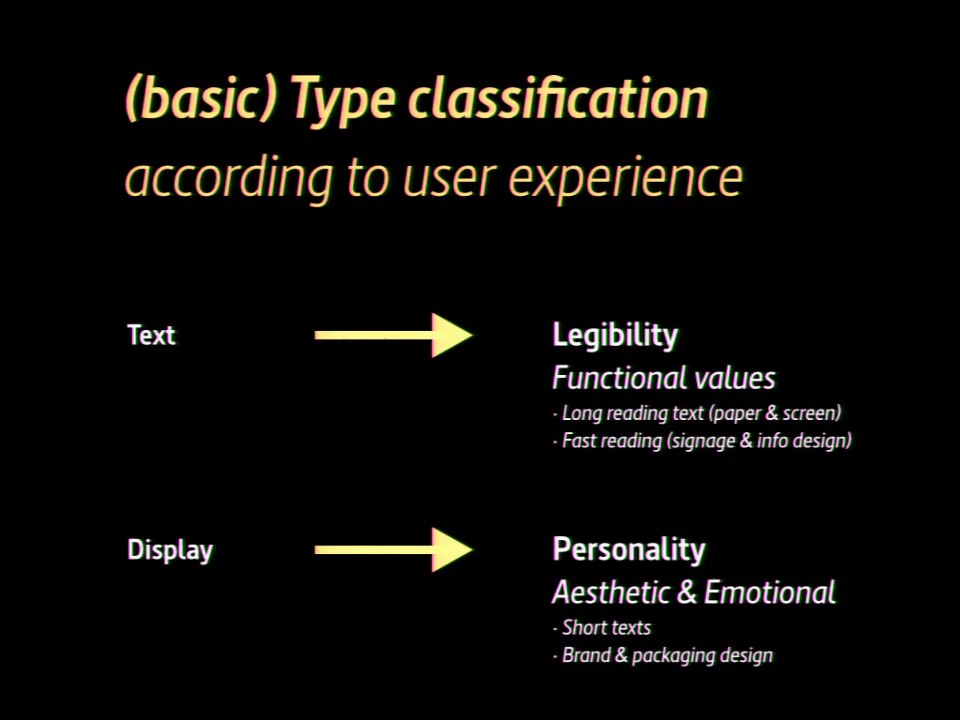 (basic) Type classification
according to user experience
Text
Legibility
Functional values
· Long reading text (paper & screen)
· Fast reading (signage & info design)
Display
Personality
Aesthetic & Emotional
· Short texts
· Brand & packaging design